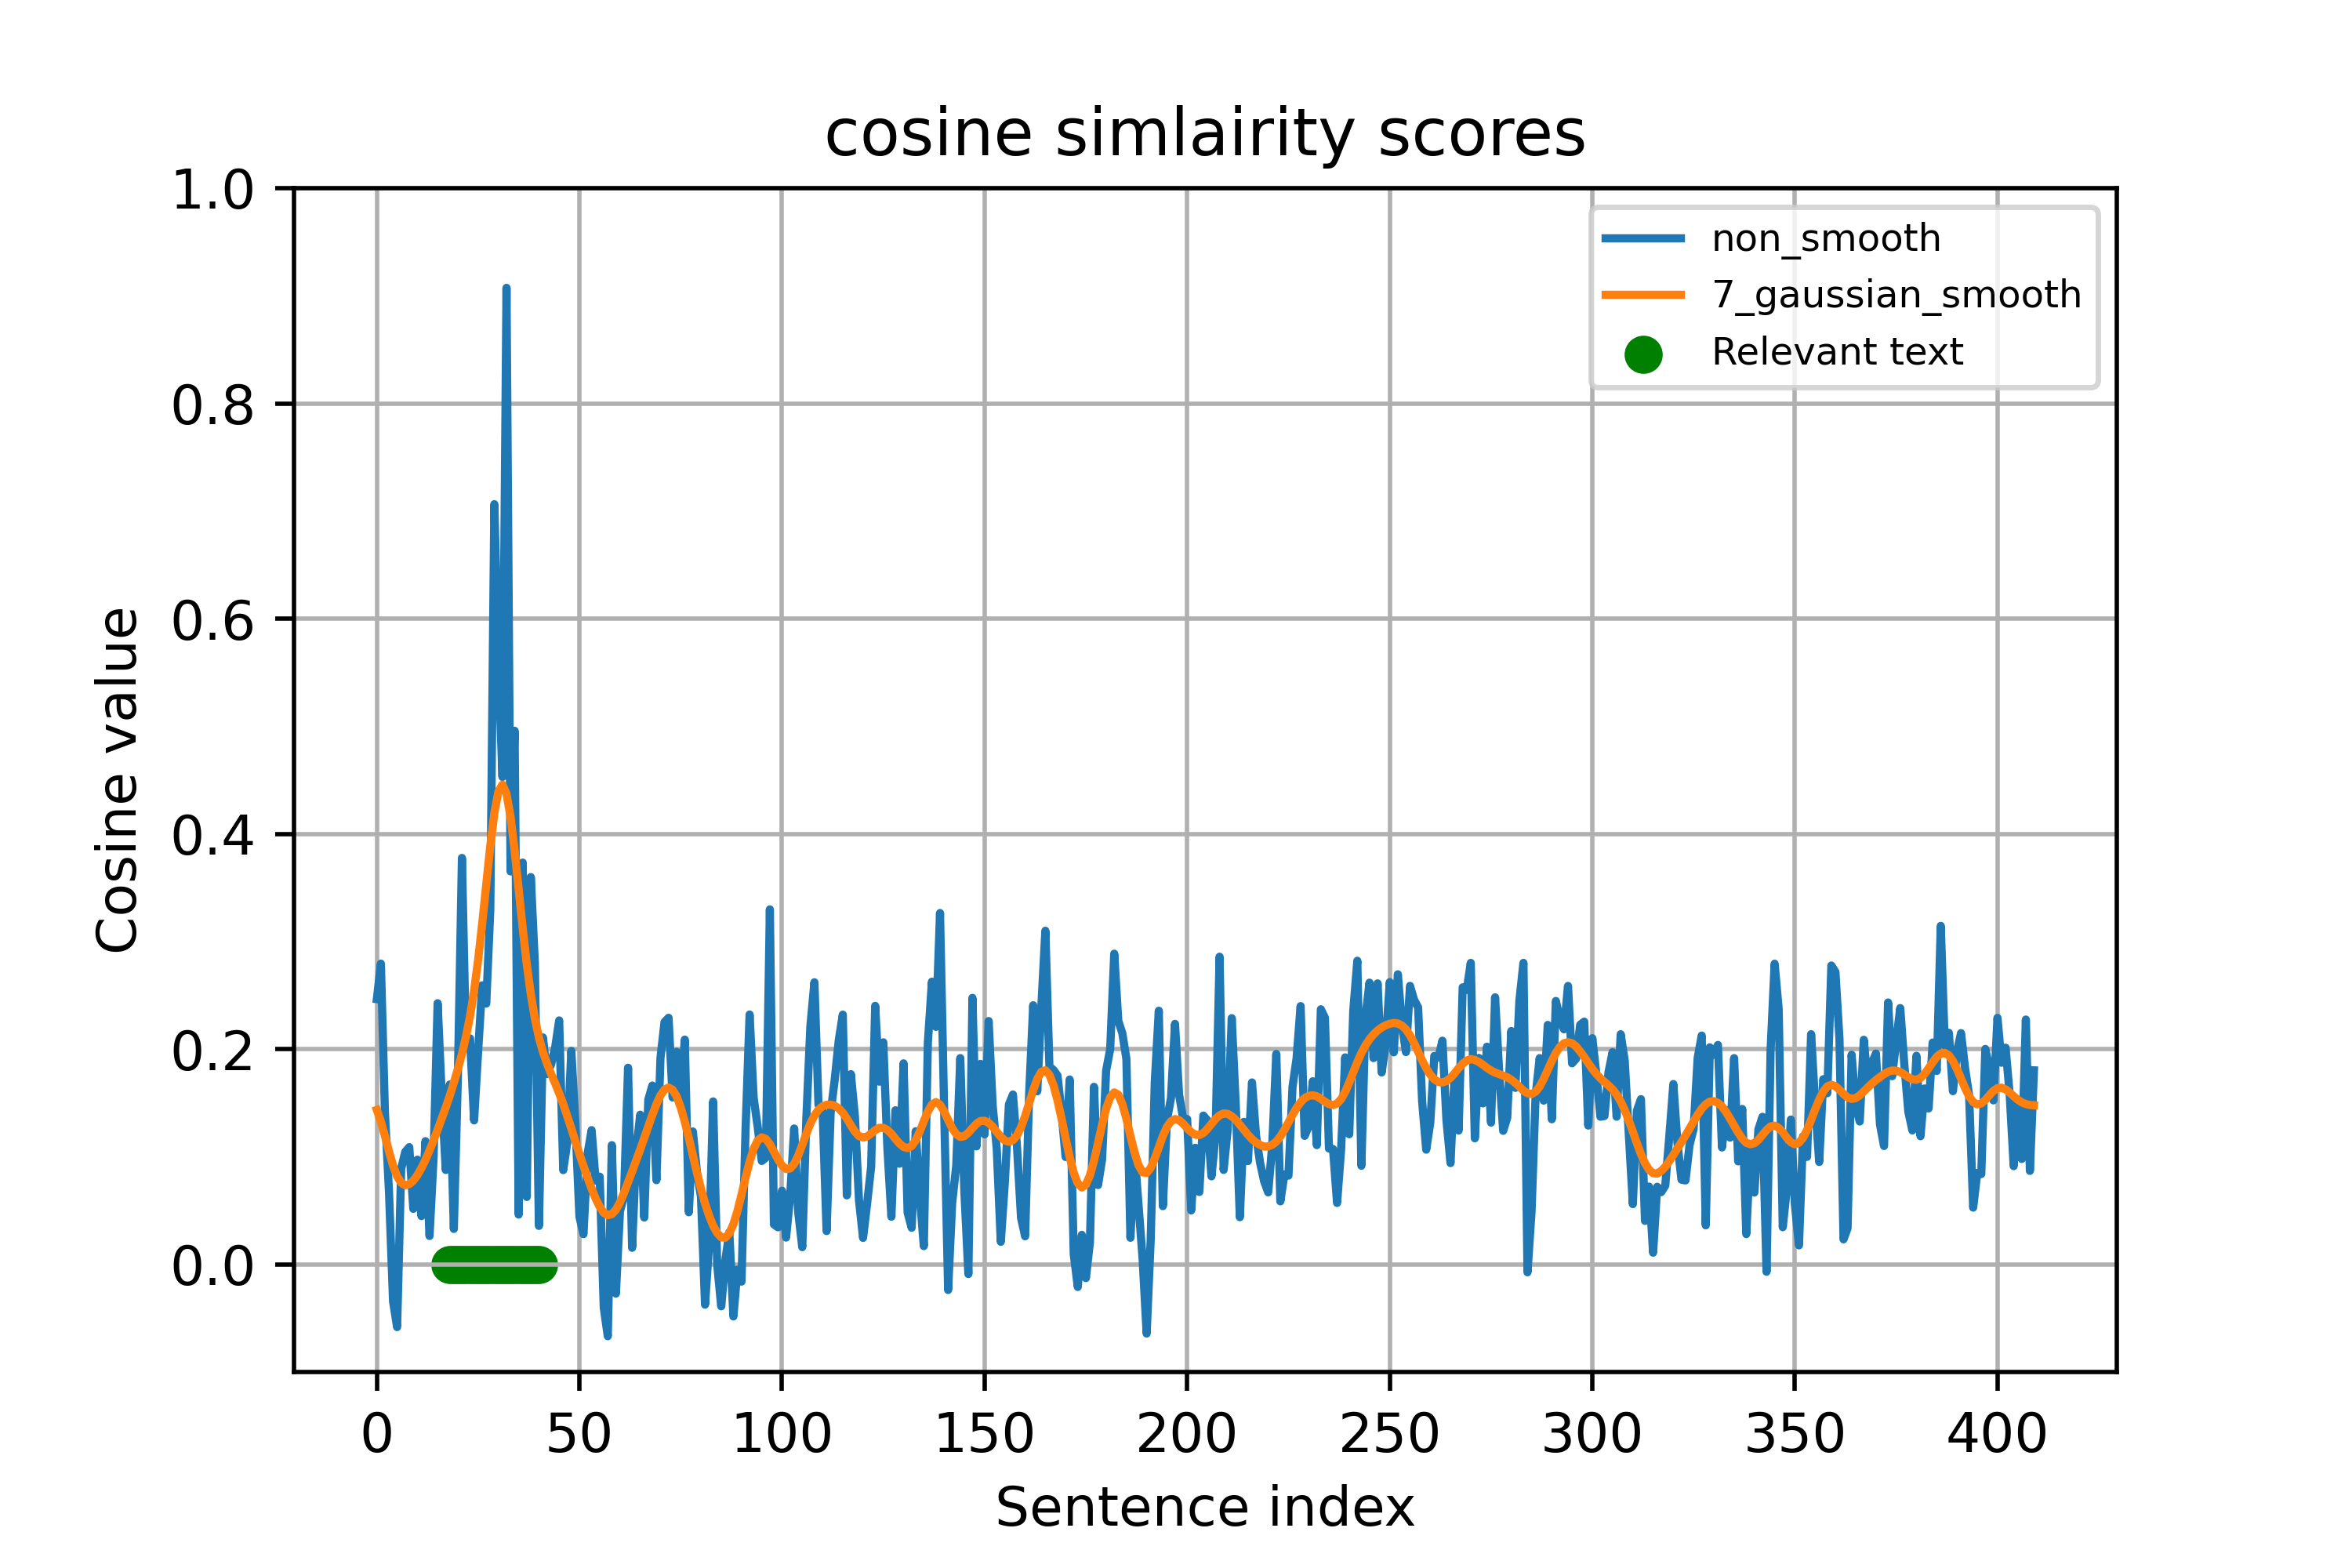 cosine simlairity scores
non_smooth
7_gaussian_smooth
Relevant text
Cosine value
1.0
0.8
0.6
0.4
0.2
0.0
0 50 100 150 200 250 300 350 400
Sentence index